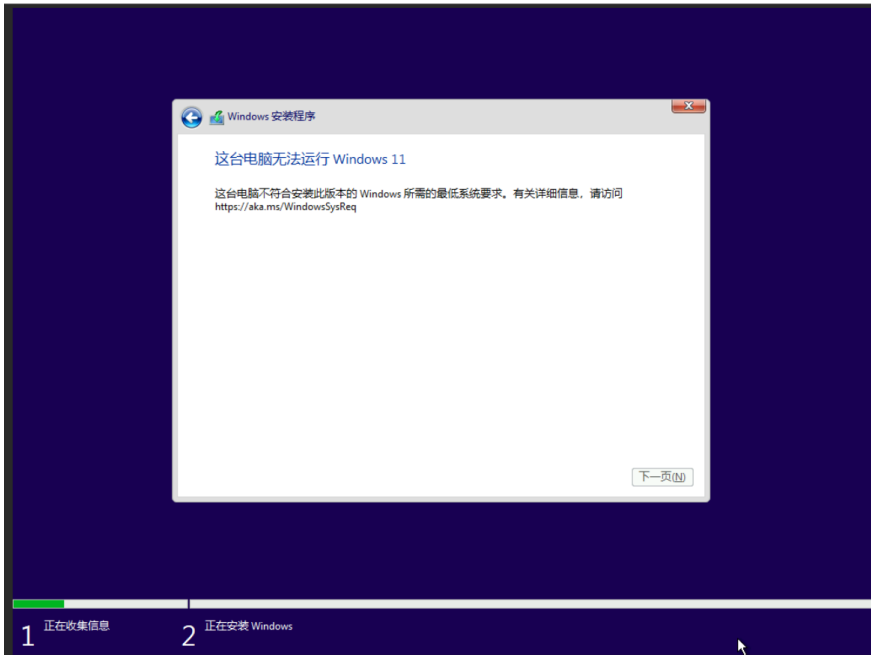 Windows 安装程序
这台电脑无法运行 Windows 11
这台电脑不符合安装此版本的 Windows 所需的最低系统要求。有关详细信息，请访问
https://aka.ms/WindowsSysReq
下一页(N)
1 正在收集信息
2 正在安装 Windows